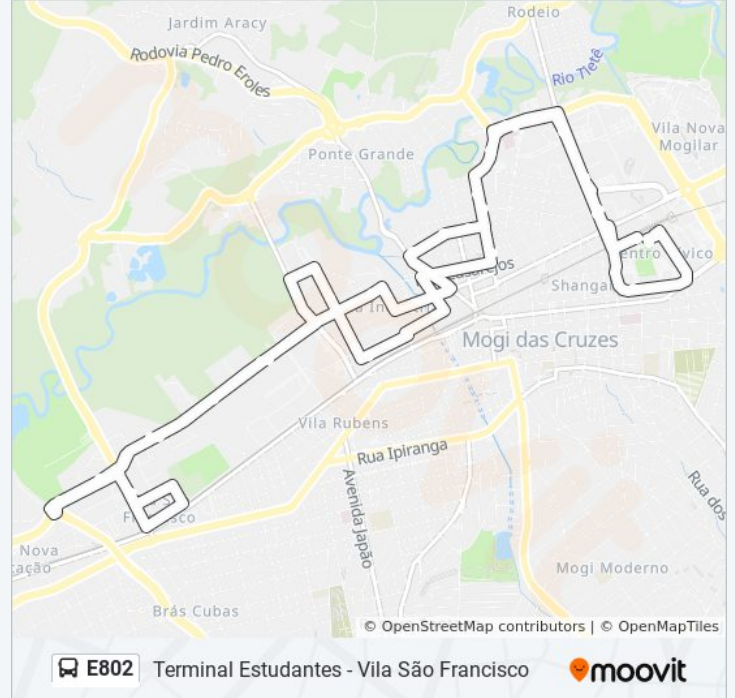 Rodeio
Jardim Aracy
Rodovia Pedro Eroles
Rio Tietê
Vila Nova
Mogilar
Ponte Grande
Shangai
Mogi das Cruzes
Vila Rubens
Rua Ipiranga
Avenida Japão
Rua dos
Nova
Mogi Moderno
Brás Cubas
© OpenStreetMap contributors | © OpenMapTiles
E802 Terminal Estudantes - Vila São Francisco moovit